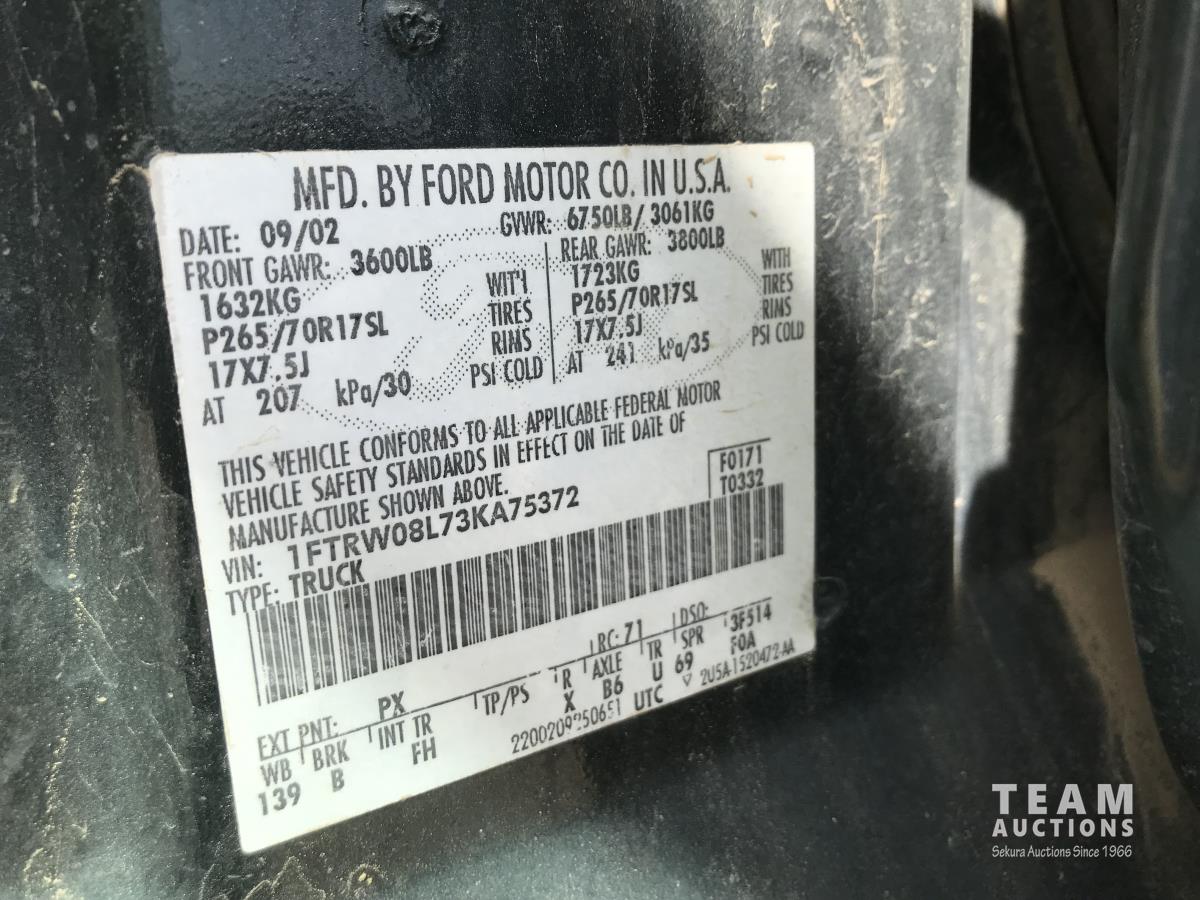 MFD. BY FORD MOTOR CO. IN U.S.A.
DATE: 09/02 GVWR: 6750LB/ 3061KG
FRONT GAWR: 3600LB REAR GAWR: 3800LB
1632KG WITH 1723KG WITH
P265/70R17SL TIRES P265/70R17SL TIRES
17X7.5J RIMS 17X7.5J RIMS
AT 207 kPa/30 PSI COLD AT 241 kPa/35 PSI COLD
THIS VEHICLE CONFORMS TO ALL APPLICABLE FEDERAL MOTOR
VEHICLE SAFETY STANDARDS IN EFFECT ON THE DATE OF
MANUFACTURE SHOWN ABOVE.
F0171
VIN: 1FTRW08L73KA75372 T0332
TYPE: TRUCK
EXT PNT: PX RC: 71 DSO:
WB BRK INT TR TP/PS R AXLE TR SPR 3F514
139 B FH X B6 U 69 F0A
2200209250651 UTC ▽ 2U5A-1520472-AA
TEAM
AUCTIONS
Sekura Auctions Since 1966